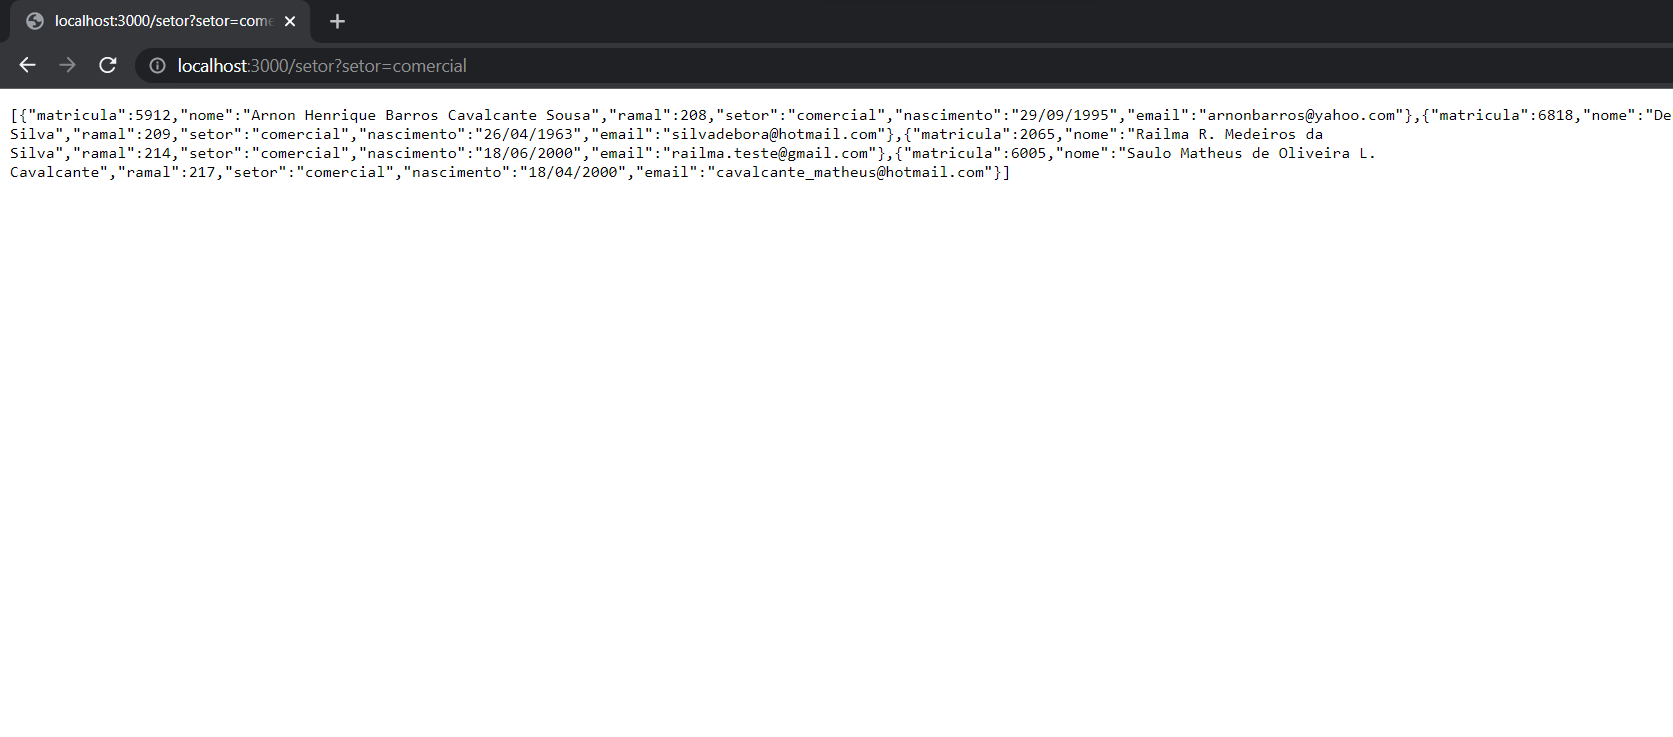 localhost:3000/setor?setor=come
localhost:3000/setor?setor=comercial
[{"matricula":5912,"nome":"Arnon Henrique Barros Cavalcante Sousa","ramal":208,"setor":"comercial","nascimento":"29/09/1995","email":"arnonbarros@yahoo.com"},{"matricula":6818,"nome":"De
Silva","ramal":209,"setor":"comercial","nascimento":"26/04/1963","email":"silvadebora@hotmail.com"},{"matricula":2065,"nome":"Railma R. Medeiros da
Silva","ramal":214,"setor":"comercial","nascimento":"18/06/2000","email":"railma.teste@gmail.com"},{"matricula":6005,"nome":"Saulo Matheus de Oliveira L.
Cavalcante","ramal":217,"setor":"comercial","nascimento":"18/04/2000","email":"cavalcante_matheus@hotmail.com"}]